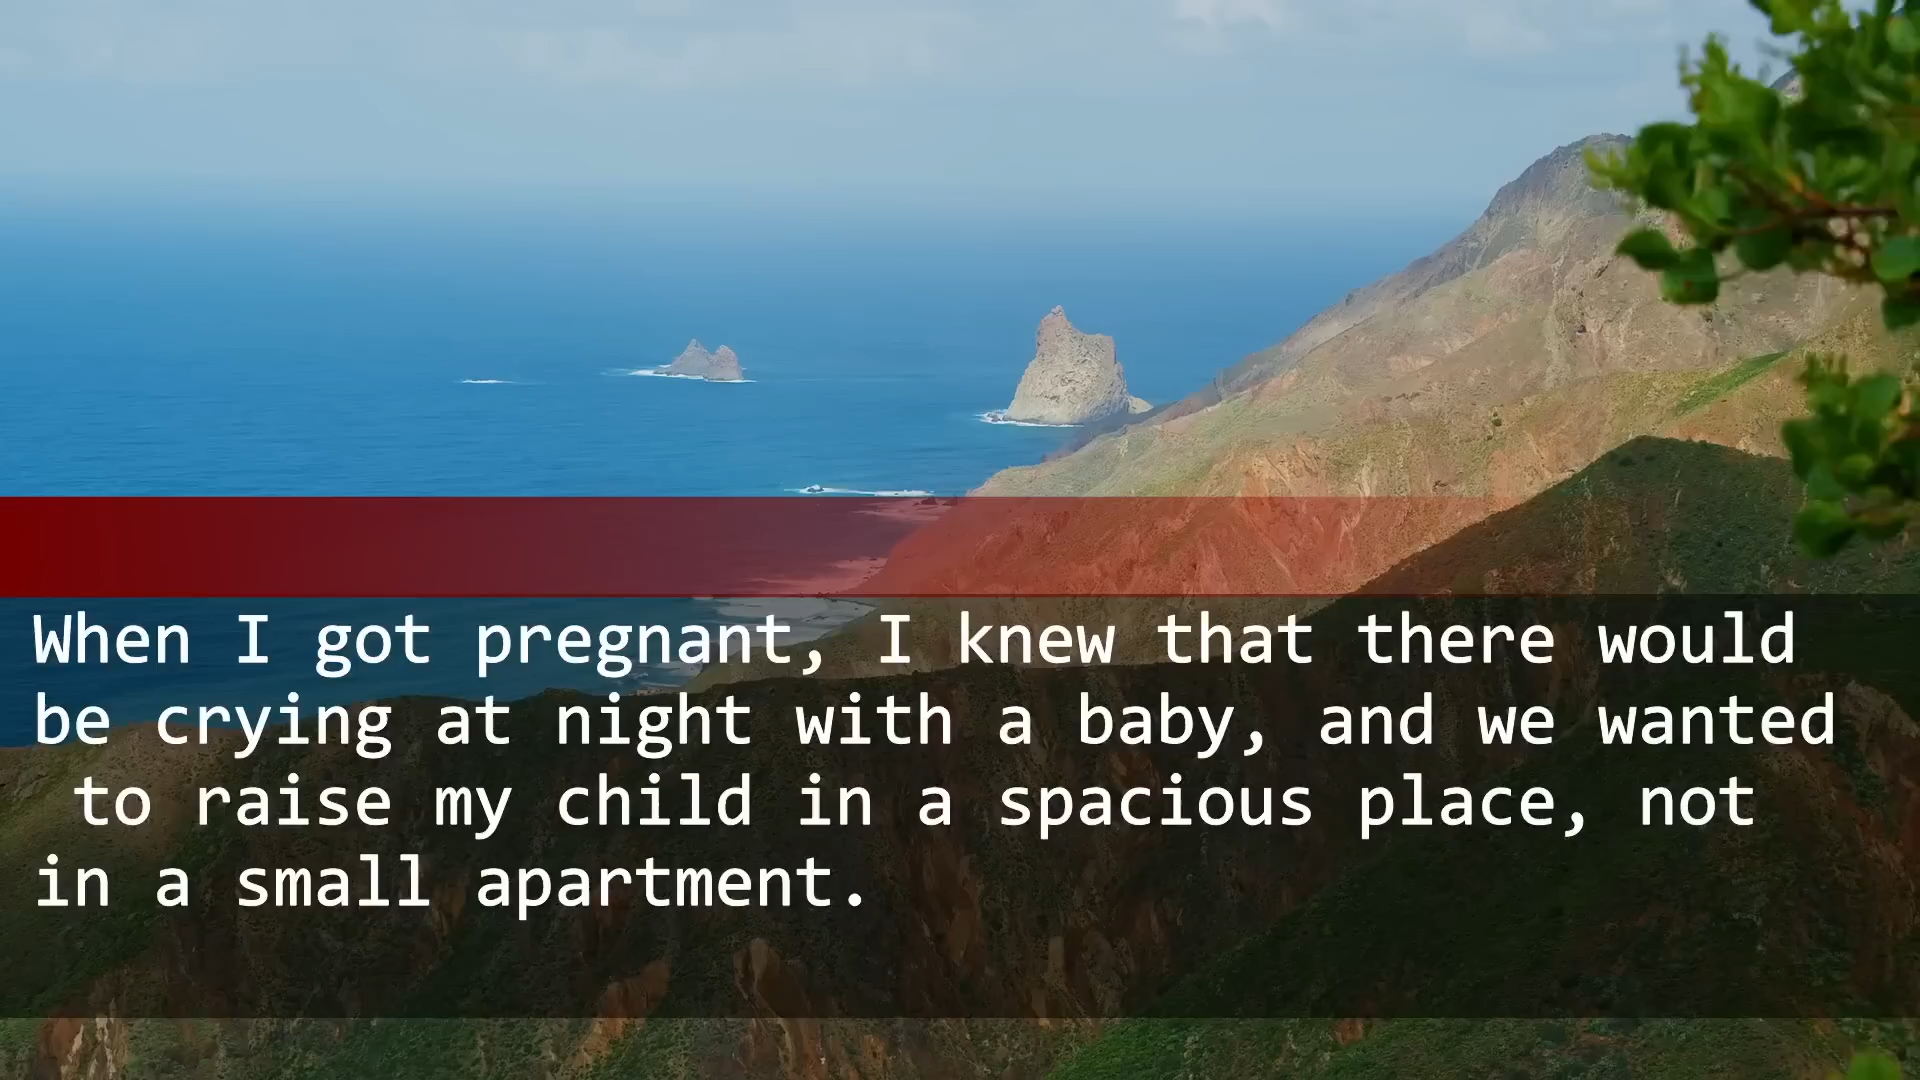 When I got pregnant, I knew that there would
be crying at night with a baby, and we wanted
to raise my child in a spacious place, not
in a small apartment.